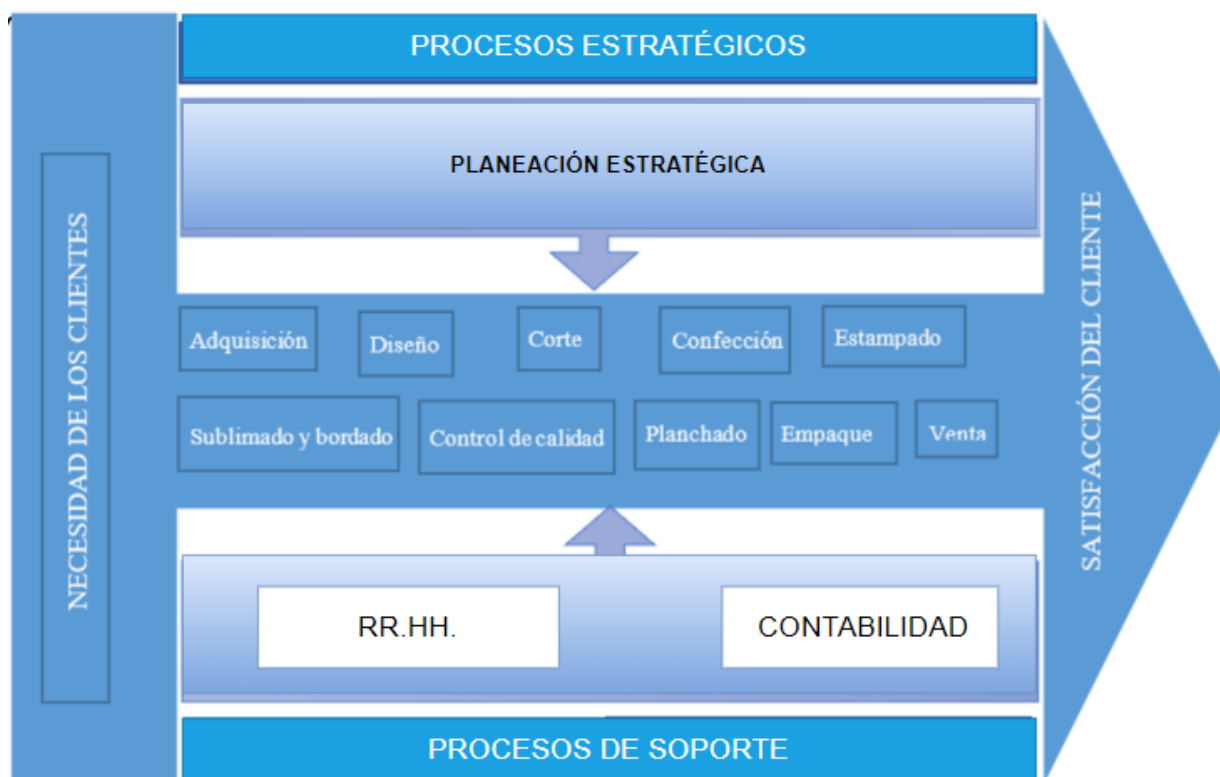 PROCESOS ESTRATÉGICOS
PLANEACIÓN ESTRATÉGICA
NECESIDAD DE LOS CLIENTES
Adquisición
Diseño
Corte
Confección
Estampado
Sublimado y bordado
Control de calidad
Planchado
Empaque
Venta
SATISFACCIÓN DEL CLIENTE
RR.HH.
CONTABILIDAD
PROCESOS DE SOPORTE